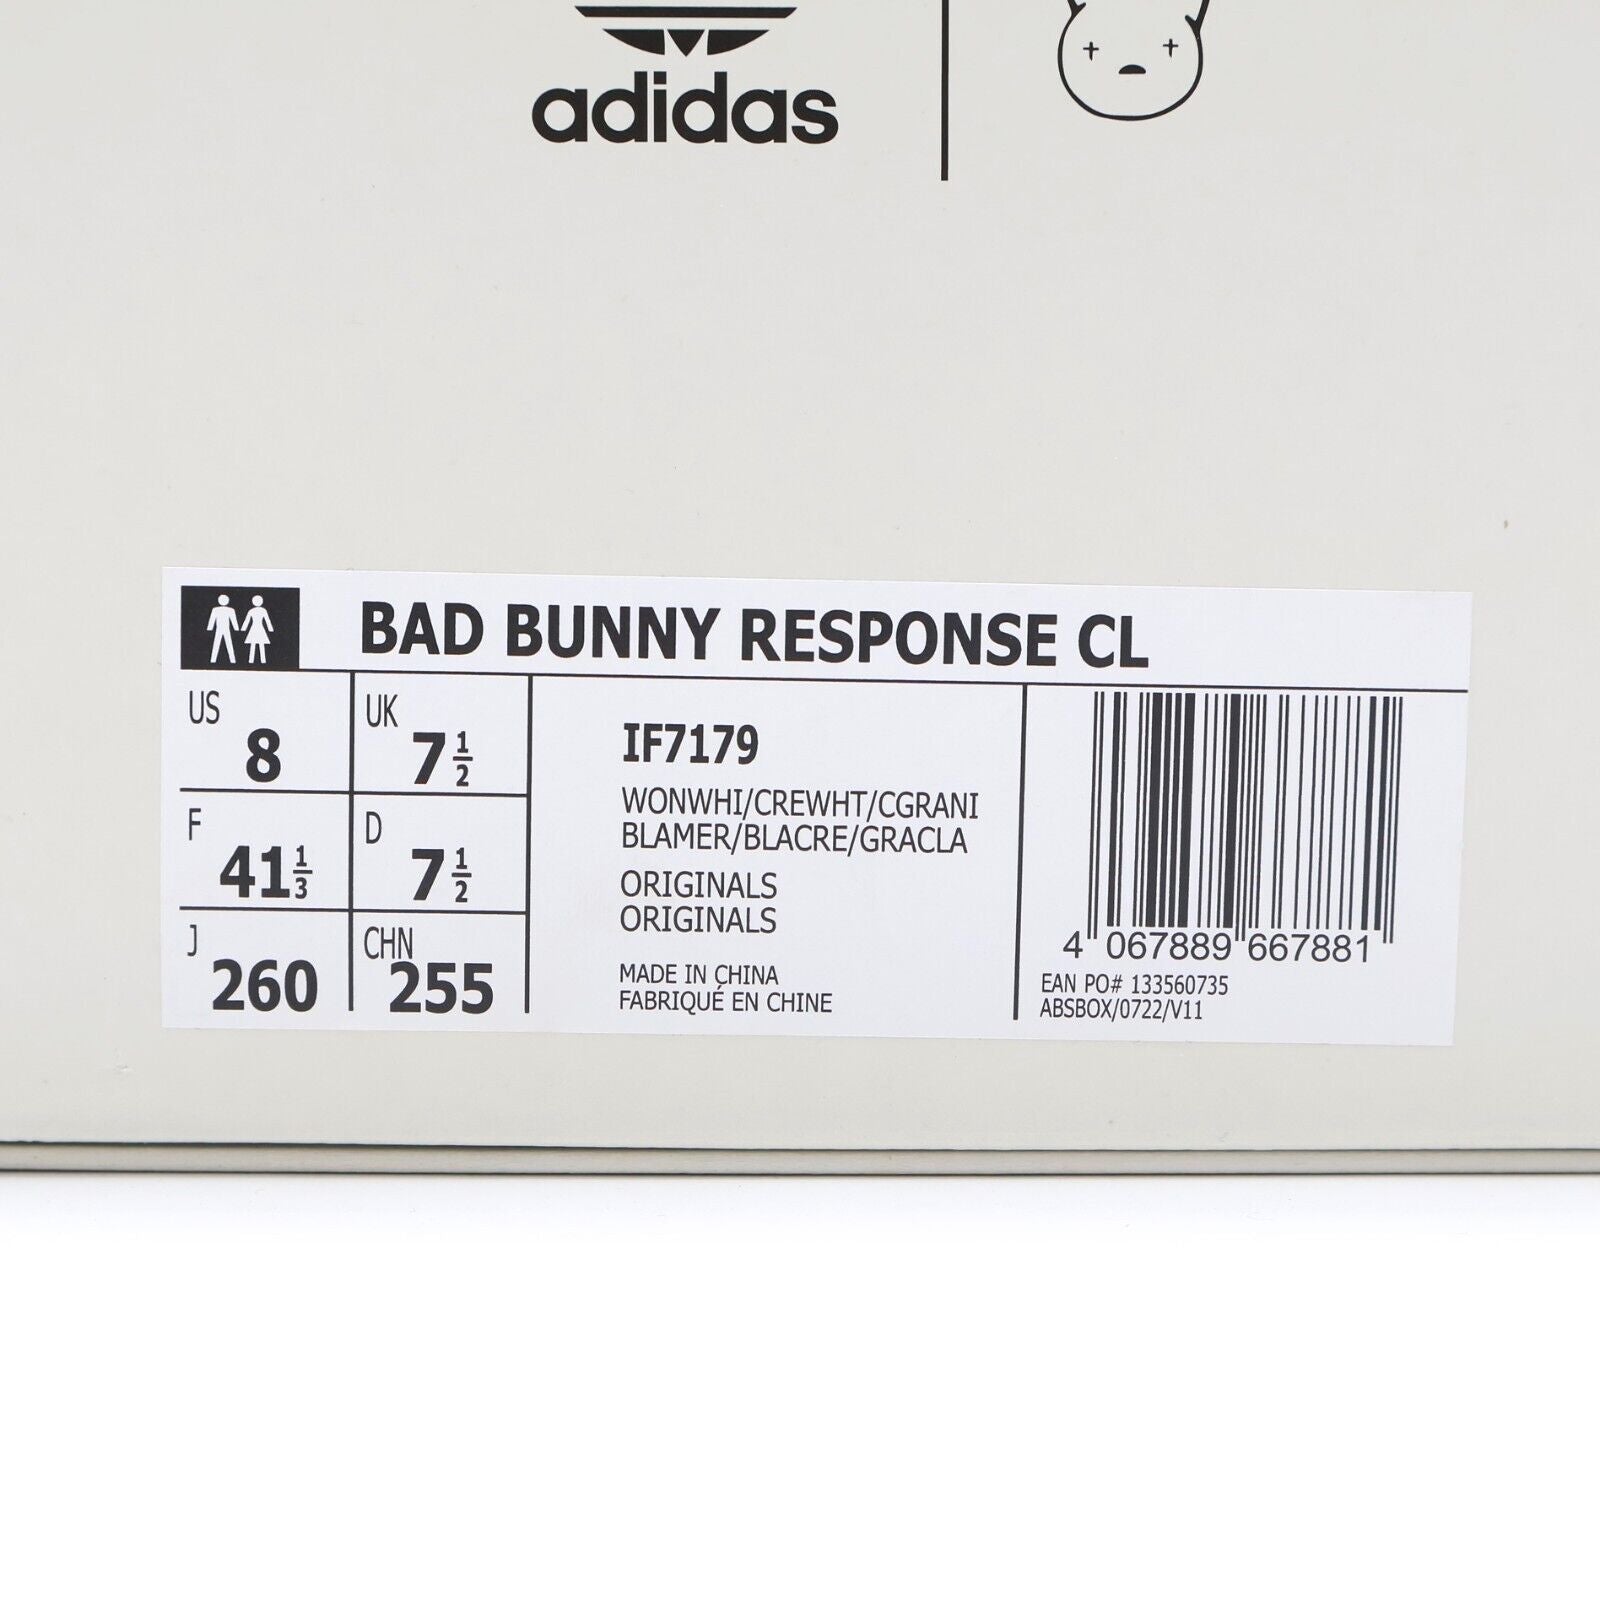 adidas
BAD BUNNY RESPONSE CL
US 8
UK 7 1/2
F 41 1/3
D 7 1/2
J 260
CHN 255
IF7179
WONWHI/CREWHT/CGRANI
BLAMER/BLACRE/GRACLA
ORIGINALS
ORIGINALS
MADE IN CHINA
FABRIQUÉ EN CHINE
4 067889 667881
EAN PO# 133560735
ABSBOX/0722/V11